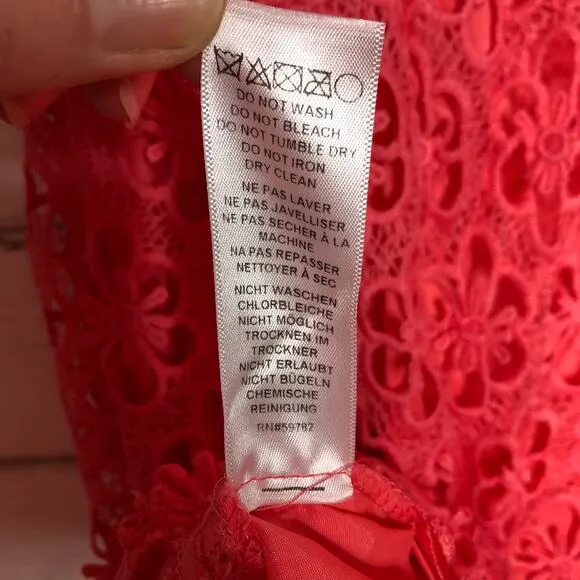 DO NOT WASH
DO NOT BLEACH
DO NOT TUMBLE DRY
DO NOT IRON
DRY CLEAN
NE PAS LAVER
NE PAS JAVELLISER
NE PAS SECHER À LA
MACHINE
NA PAS REPASSER
NETTOYER À SEC
NICHT WASCHEN
CHLORBLEICHE
NICHT MÖGLICH
TROCKNEN IM
TROCKNER
NICHT ERLAUBT
NICHT BÜGELN
CHEMISCHE
REINIGUNG
RN#59782